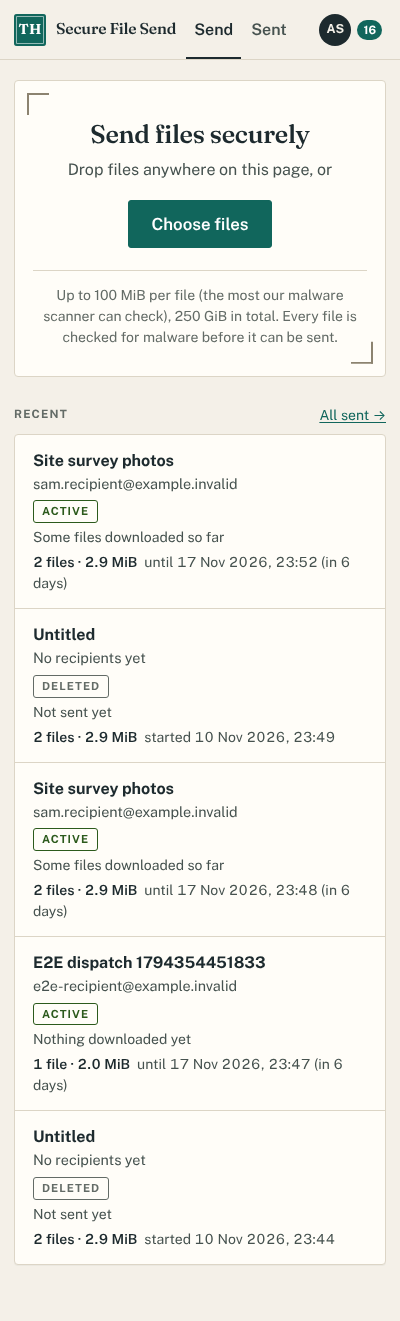 TH Secure File Send Send Sent AS 16
Send files securely
Drop files anywhere on this page, or
Choose files
Up to 100 MiB per file (the most our malware
scanner can check), 250 GiB in total. Every file is
checked for malware before it can be sent.
RECENT All sent →
Site survey photos
sam.recipient@example.invalid
ACTIVE
Some files downloaded so far
2 files · 2.9 MiB until 17 Nov 2026, 23:52 (in 6
days)
Untitled
No recipients yet
DELETED
Not sent yet
2 files · 2.9 MiB started 10 Nov 2026, 23:49
Site survey photos
sam.recipient@example.invalid
ACTIVE
Some files downloaded so far
2 files · 2.9 MiB until 17 Nov 2026, 23:48 (in 6
days)
E2E dispatch 1794354451833
e2e-recipient@example.invalid
ACTIVE
Nothing downloaded yet
1 file · 2.0 MiB until 17 Nov 2026, 23:47 (in 6
days)
Untitled
No recipients yet
DELETED
Not sent yet
2 files · 2.9 MiB started 10 Nov 2026, 23:44